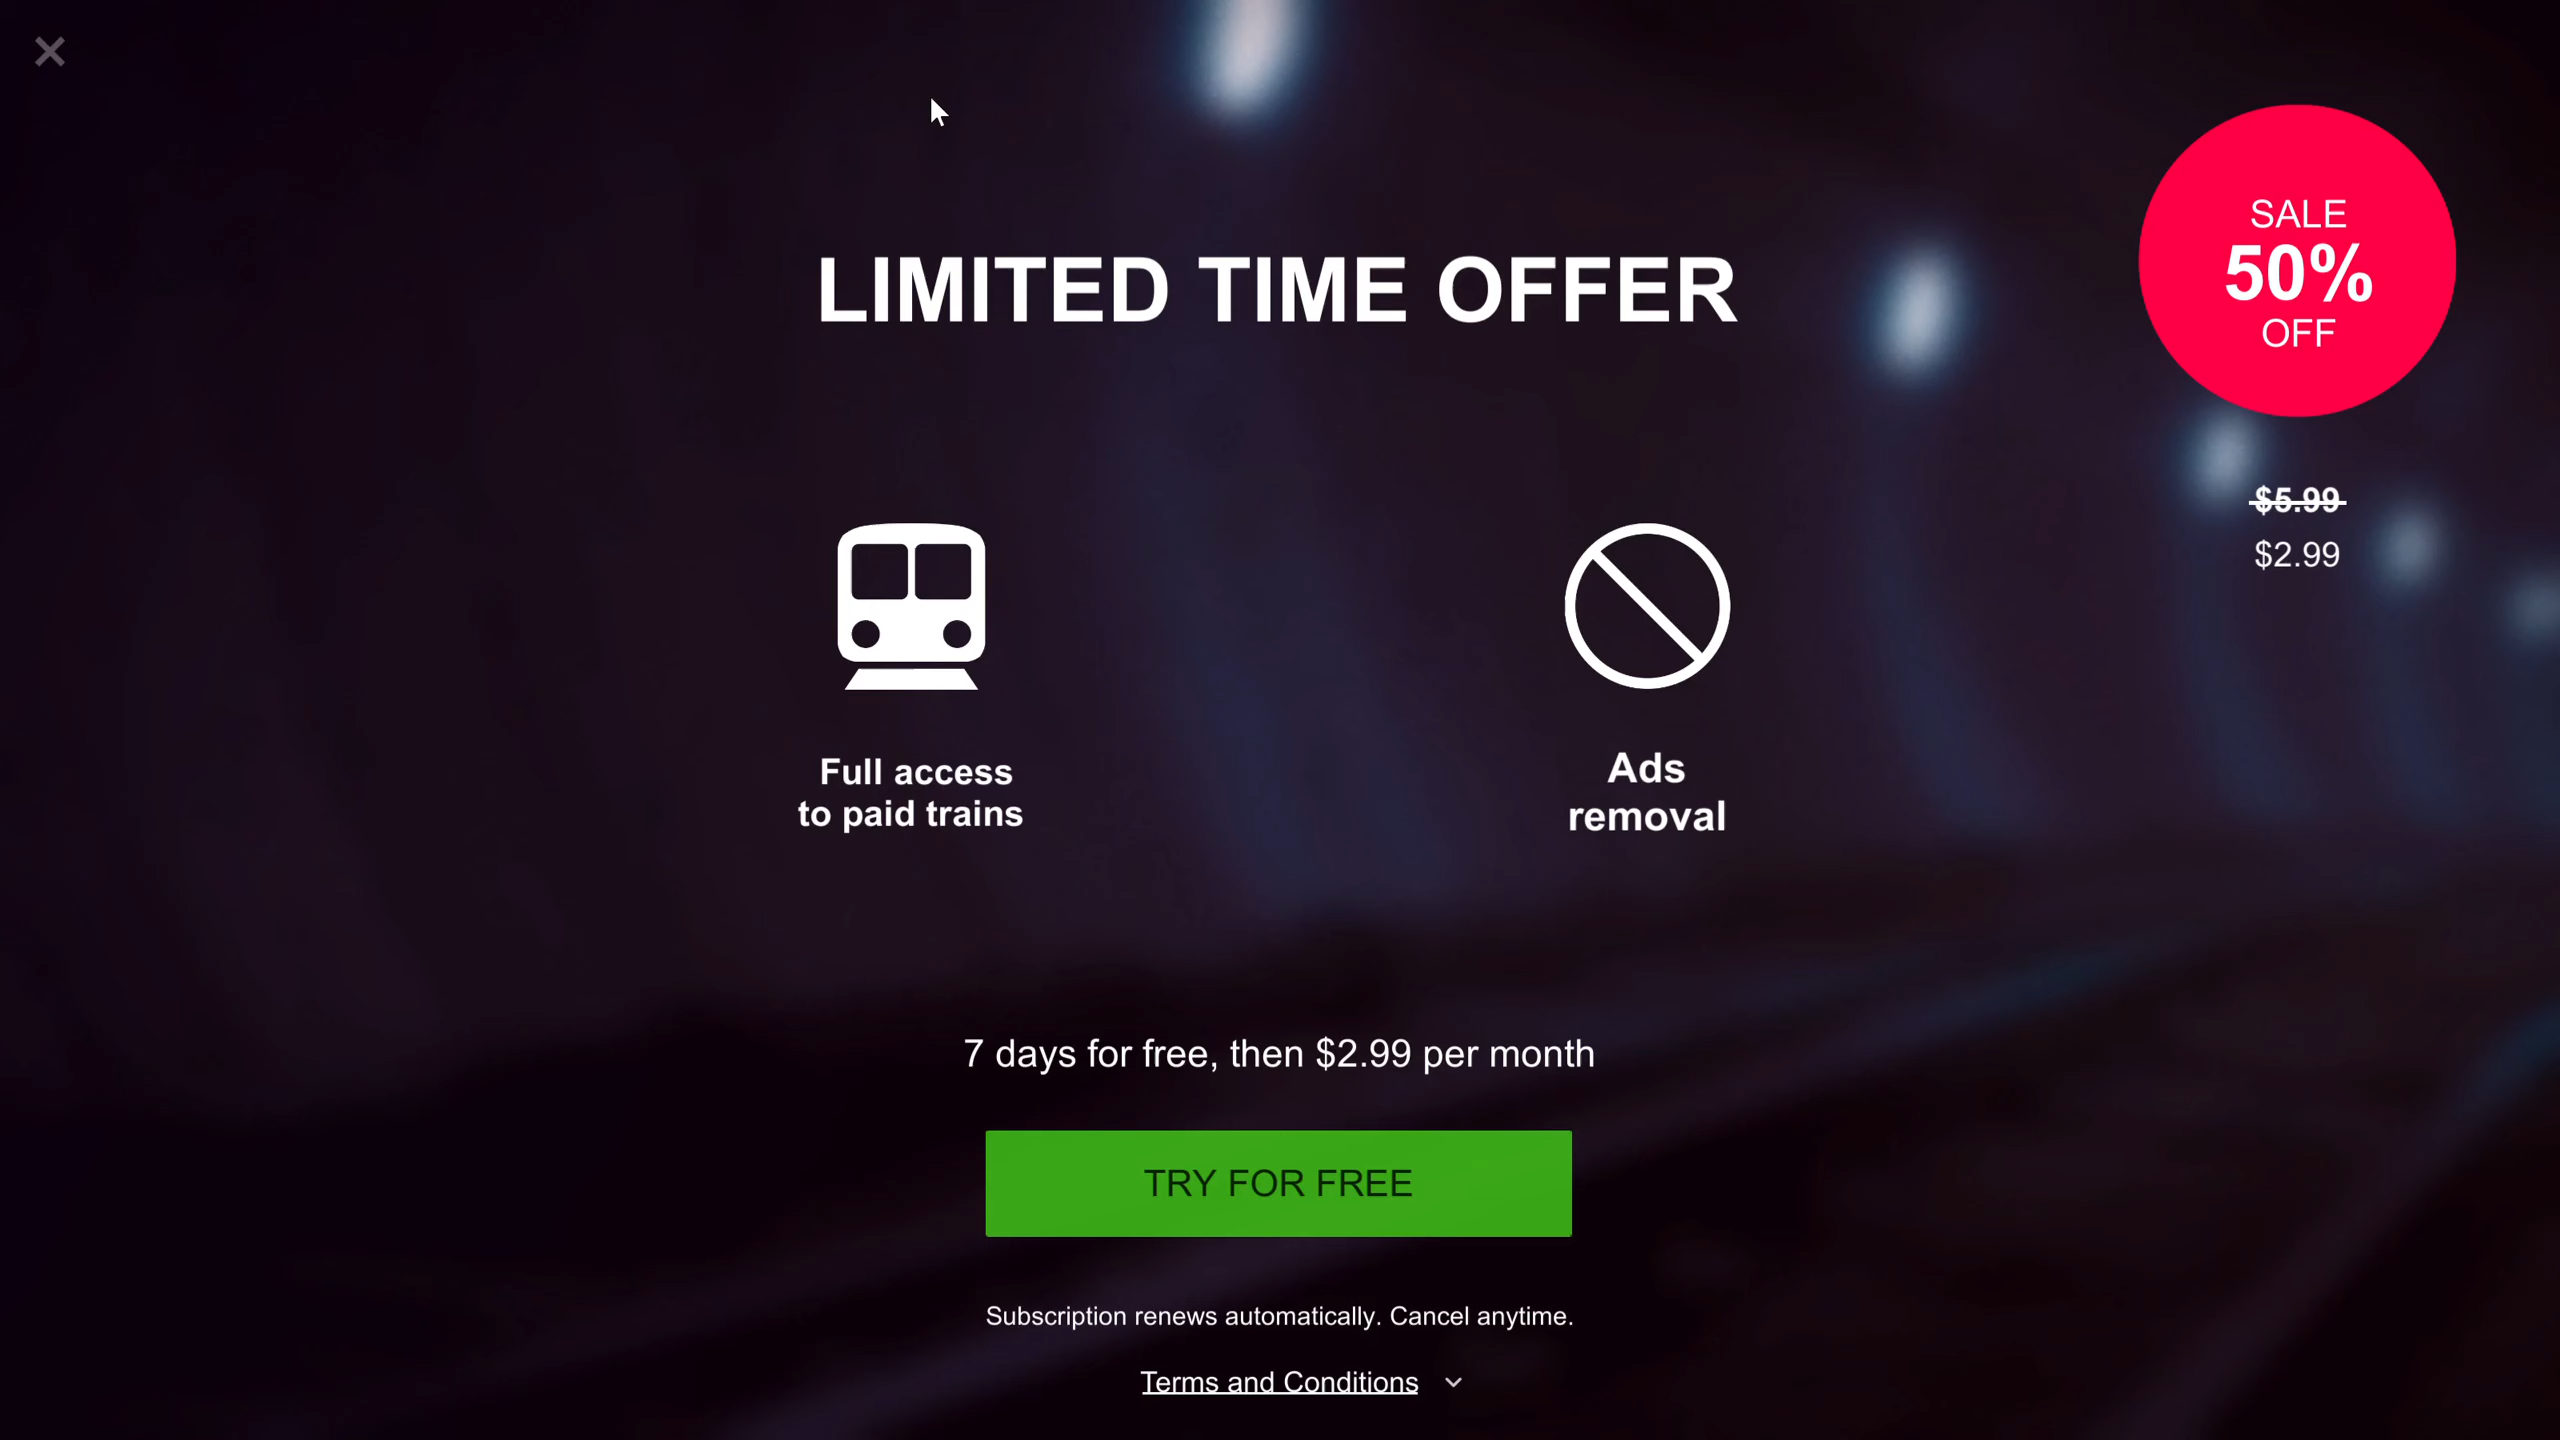 LIMITED TIME OFFER
SALE
50%
OFF
$5.99
$2.99
Full access
to paid trains
Ads
removal
7 days for free, then $2.99 per month
TRY FOR FREE
Subscription renews automatically. Cancel anytime.
Terms and Conditions